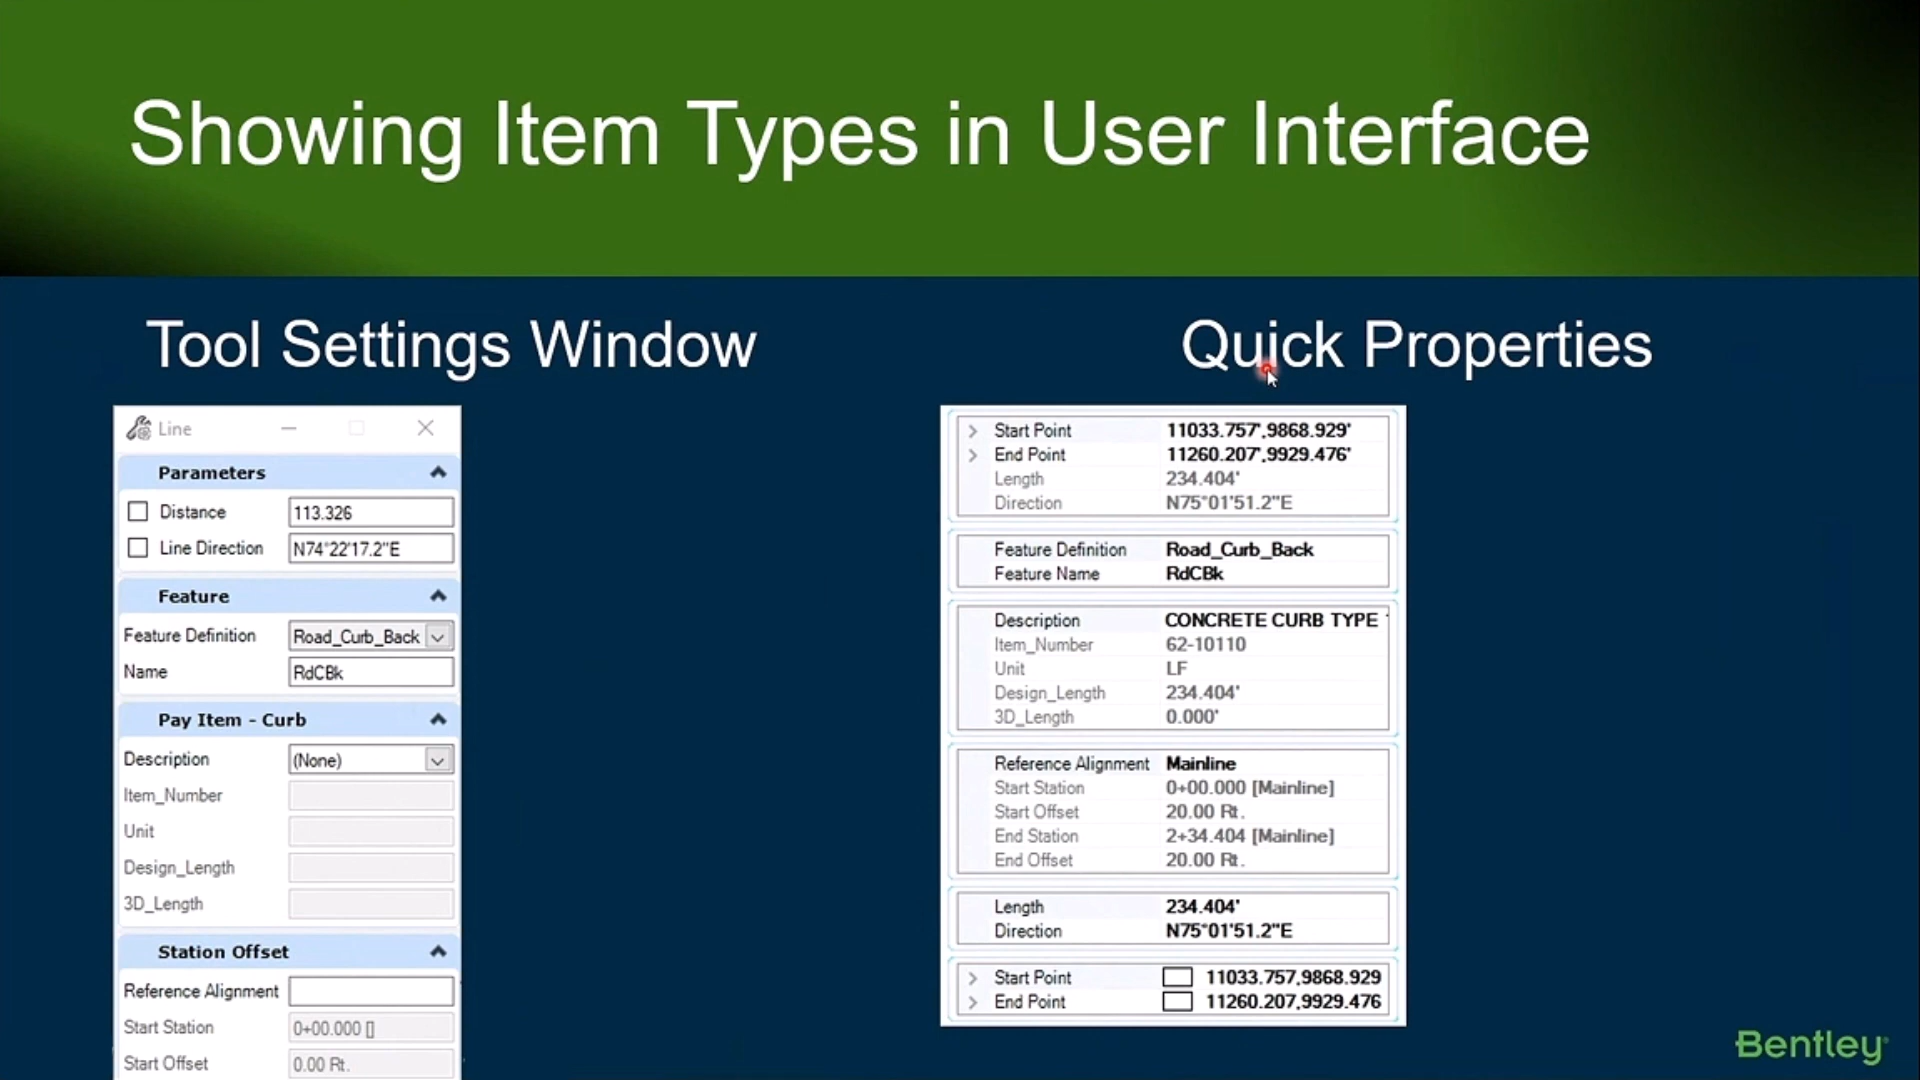 Showing Item Types in User Interface
Tool Settings Window
Line
Parameters
Distance 113.326
Line Direction N74°22'17.2"E
Feature
Feature Definition Road_Curb_Back
Name RdCBk
Pay Item - Curb
Description (None)
Item_Number
Unit
Design_Length
3D_Length
Station Offset
Reference Alignment
Start Station 0+00.000 []
Start Offset 0.00 Rt.
Quick Properties
Start Point 11033.757',9868.929'
End Point 11260.207',9929.476'
Length 234.404'
Direction N75°01'51.2"E
Feature Definition Road_Curb_Back
Feature Name RdCBk
Description CONCRETE CURB TYPE
Item_Number 62-10110
Unit LF
Design_Length 234.404'
3D_Length 0.000'
Reference Alignment Mainline
Start Station 0+00.000 [Mainline]
Start Offset 20.00 Rt.
End Station 2+34.404 [Mainline]
End Offset 20.00 Rt.
Length 234.404'
Direction N75°01'51.2"E
Start Point 11033.757,9868.929
End Point 11260.207,9929.476
Bentley